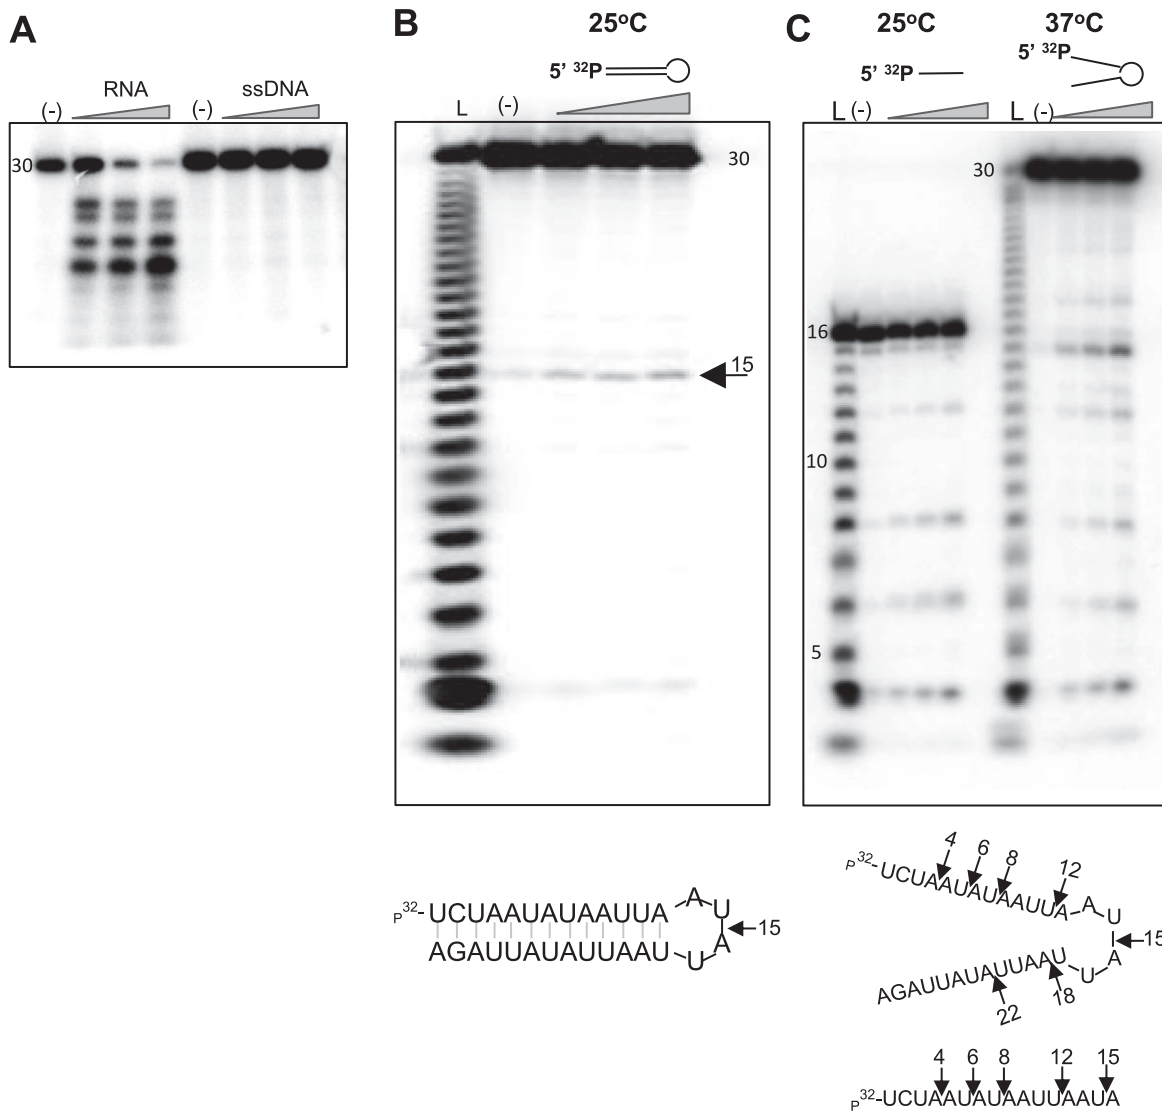 A
RNA ssDNA
(-) (-)
30
B
25°C
5' ³²P
L (-)
30
15
P³²-UCUAAUAUAAUUA A U
AGAUUAUAUUAAU U A
15
C
25°C 37°C
5' ³²P
5' ³²P
L (-) L (-)
30
16
10
5
4 6 8 12
P³²-UCUAAUAUAAUUA-A U
15
AGAUUAUAUUAAU U A
22 18
4 6 8 12 15
P³²-UCUAAUAUAAUUAAUA